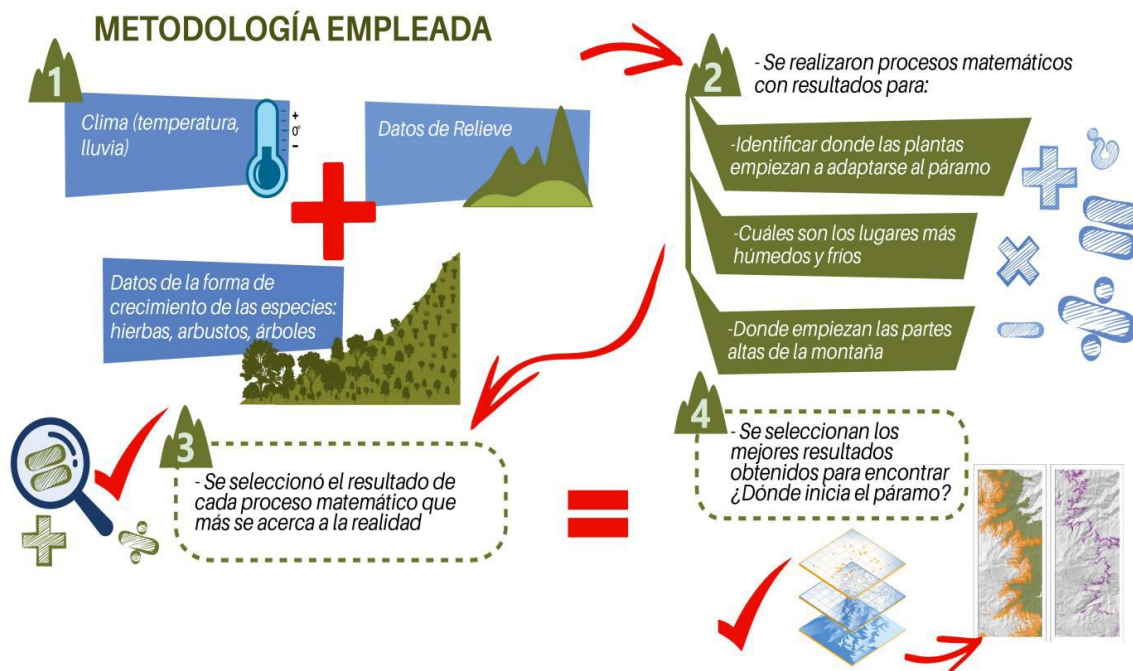 METODOLOGÍA EMPLEADA
1
Clima (temperatura,
lluvia)
+
0°
-
Datos de Relieve
Datos de la forma de
crecimiento de las especies:
hierbas, arbustos, árboles
2
- Se realizaron procesos matemáticos
con resultados para:
-Identificar donde las plantas
empiezan a adaptarse al páramo
-Cuáles son los lugares más
húmedos y fríos
-Donde empiezan las partes
altas de la montaña
3
- Se seleccionó el resultado de
cada proceso matemático que
más se acerca a la realidad
4
- Se seleccionan los
mejores resultados
obtenidos para encontrar
¿Dónde inicia el páramo?